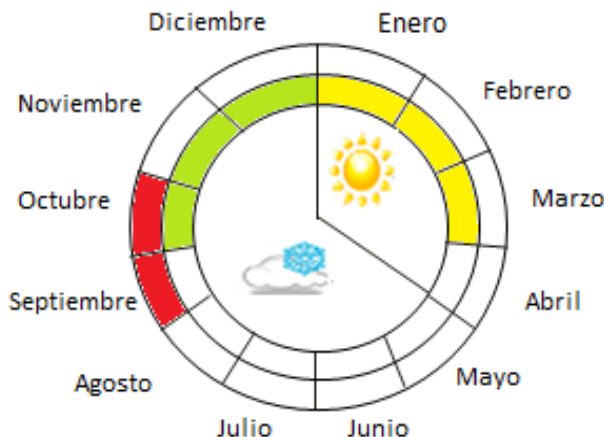 Diciembre
Enero
Noviembre
Febrero
Octubre
Marzo
Septiembre
Abril
Agosto
Mayo
Julio
Junio